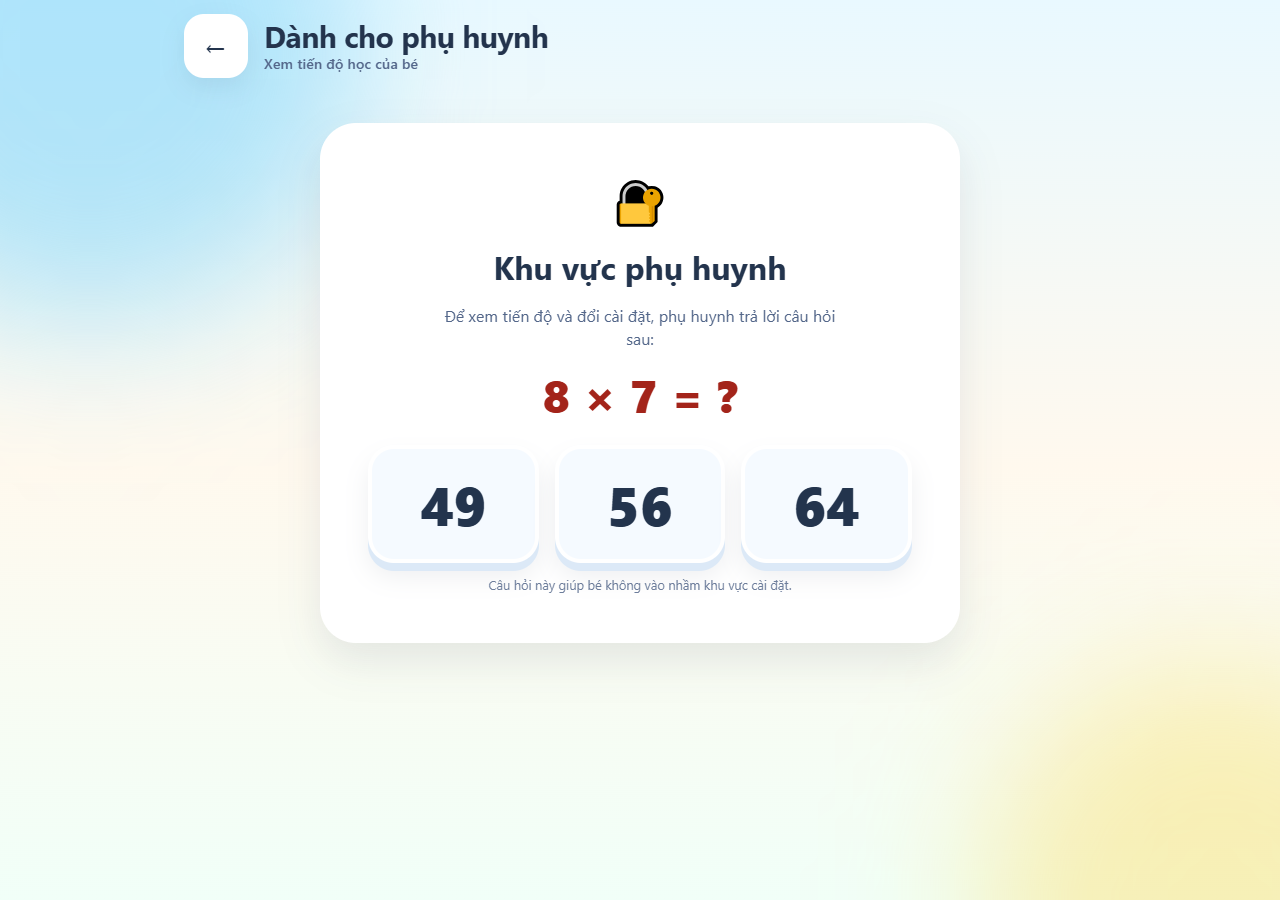 ←
Dành cho phụ huynh
Xem tiến độ học của bé
Khu vực phụ huynh
Để xem tiến độ và đổi cài đặt, phụ huynh trả lời câu hỏi
sau:
8 × 7 = ?
49 56 64
Câu hỏi này giúp bé không vào nhầm khu vực cài đặt.